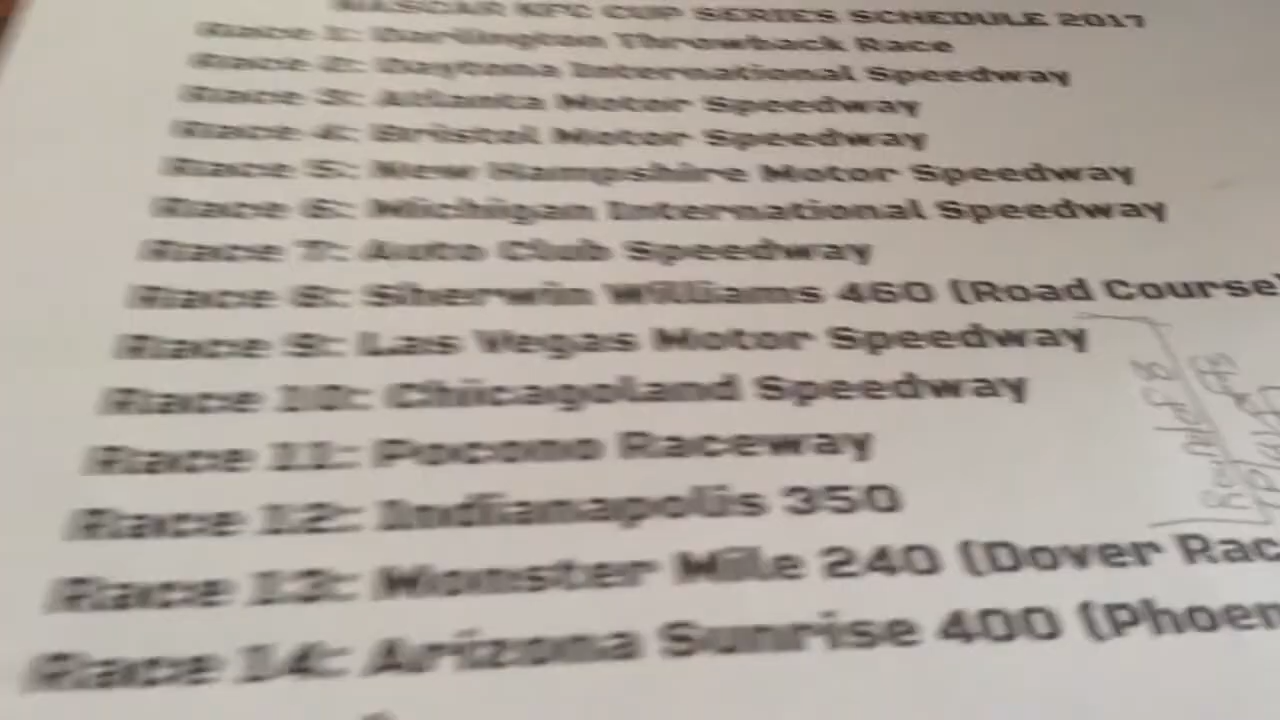 NASCAR KFC CUP SERIES SCHEDULE 2017
Race 1: Darlington Throwback Race
Race 2: Daytona International Speedway
Race 3: Atlanta Motor Speedway
Race 4: Bristol Motor Speedway
Race 5: New Hampshire Motor Speedway
Race 6: Michigan International Speedway
Race 7: Auto Club Speedway
Race 8: Sherwin Williams 460 (Road Course)
Race 9: Las Vegas Motor Speedway
Race 10: Chicagoland Speedway
Race 11: Pocono Raceway
Race 12: Indianapolis 350
Race 13: Monster Mile 240 (Dover Rac
Race 14: Arizona Sunrise 400 (Phoen